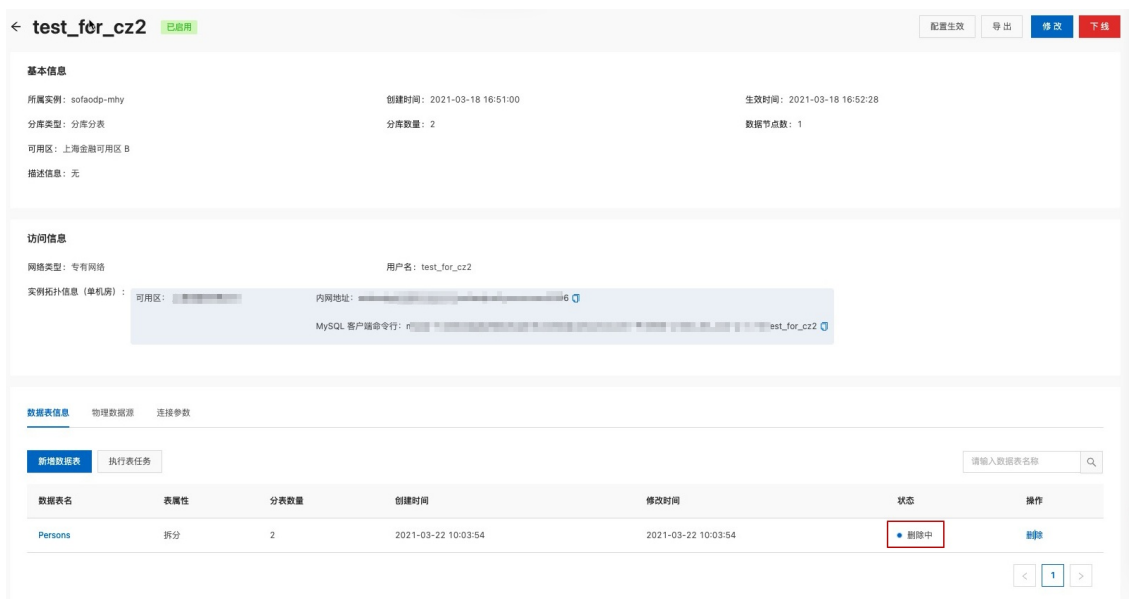 ← test_for_cz2 已启用 配置生效 导出 修改 下线
基本信息
所属实例：sofaodp-mhy 创建时间：2021-03-18 16:51:00 生效时间：2021-03-18 16:52:28
分库类型：分库分表 分库数量：2 数据节点数：1
可用区：上海金融可用区 B
描述信息：无
访问信息
网络类型：专有网络 用户名：test_for_cz2
实例拓扑信息（单机房）： 可用区： 内网地址： 6
MySQL 客户端命令行： est_for_cz2
数据表信息 物理数据源 连接参数
新增数据表 执行表任务 请输入数据表名称
数据表名 表属性 分表数量 创建时间 修改时间 状态 操作
Persons 拆分 2 2021-03-22 10:03:54 2021-03-22 10:03:54 删除中 删除
< 1 >